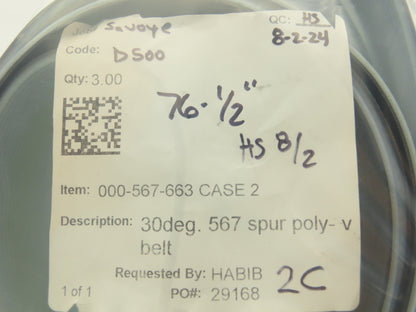 Savoye
QC: HS
8-2-24
Code: D500
Qty: 3.00
76-1/2"
HS 8/2
Item: 000-567-663 CASE 2
Description: 30deg. 567 spur poly- v
belt
Requested By: HABIB
2C
1 of 1
PO#: 29168